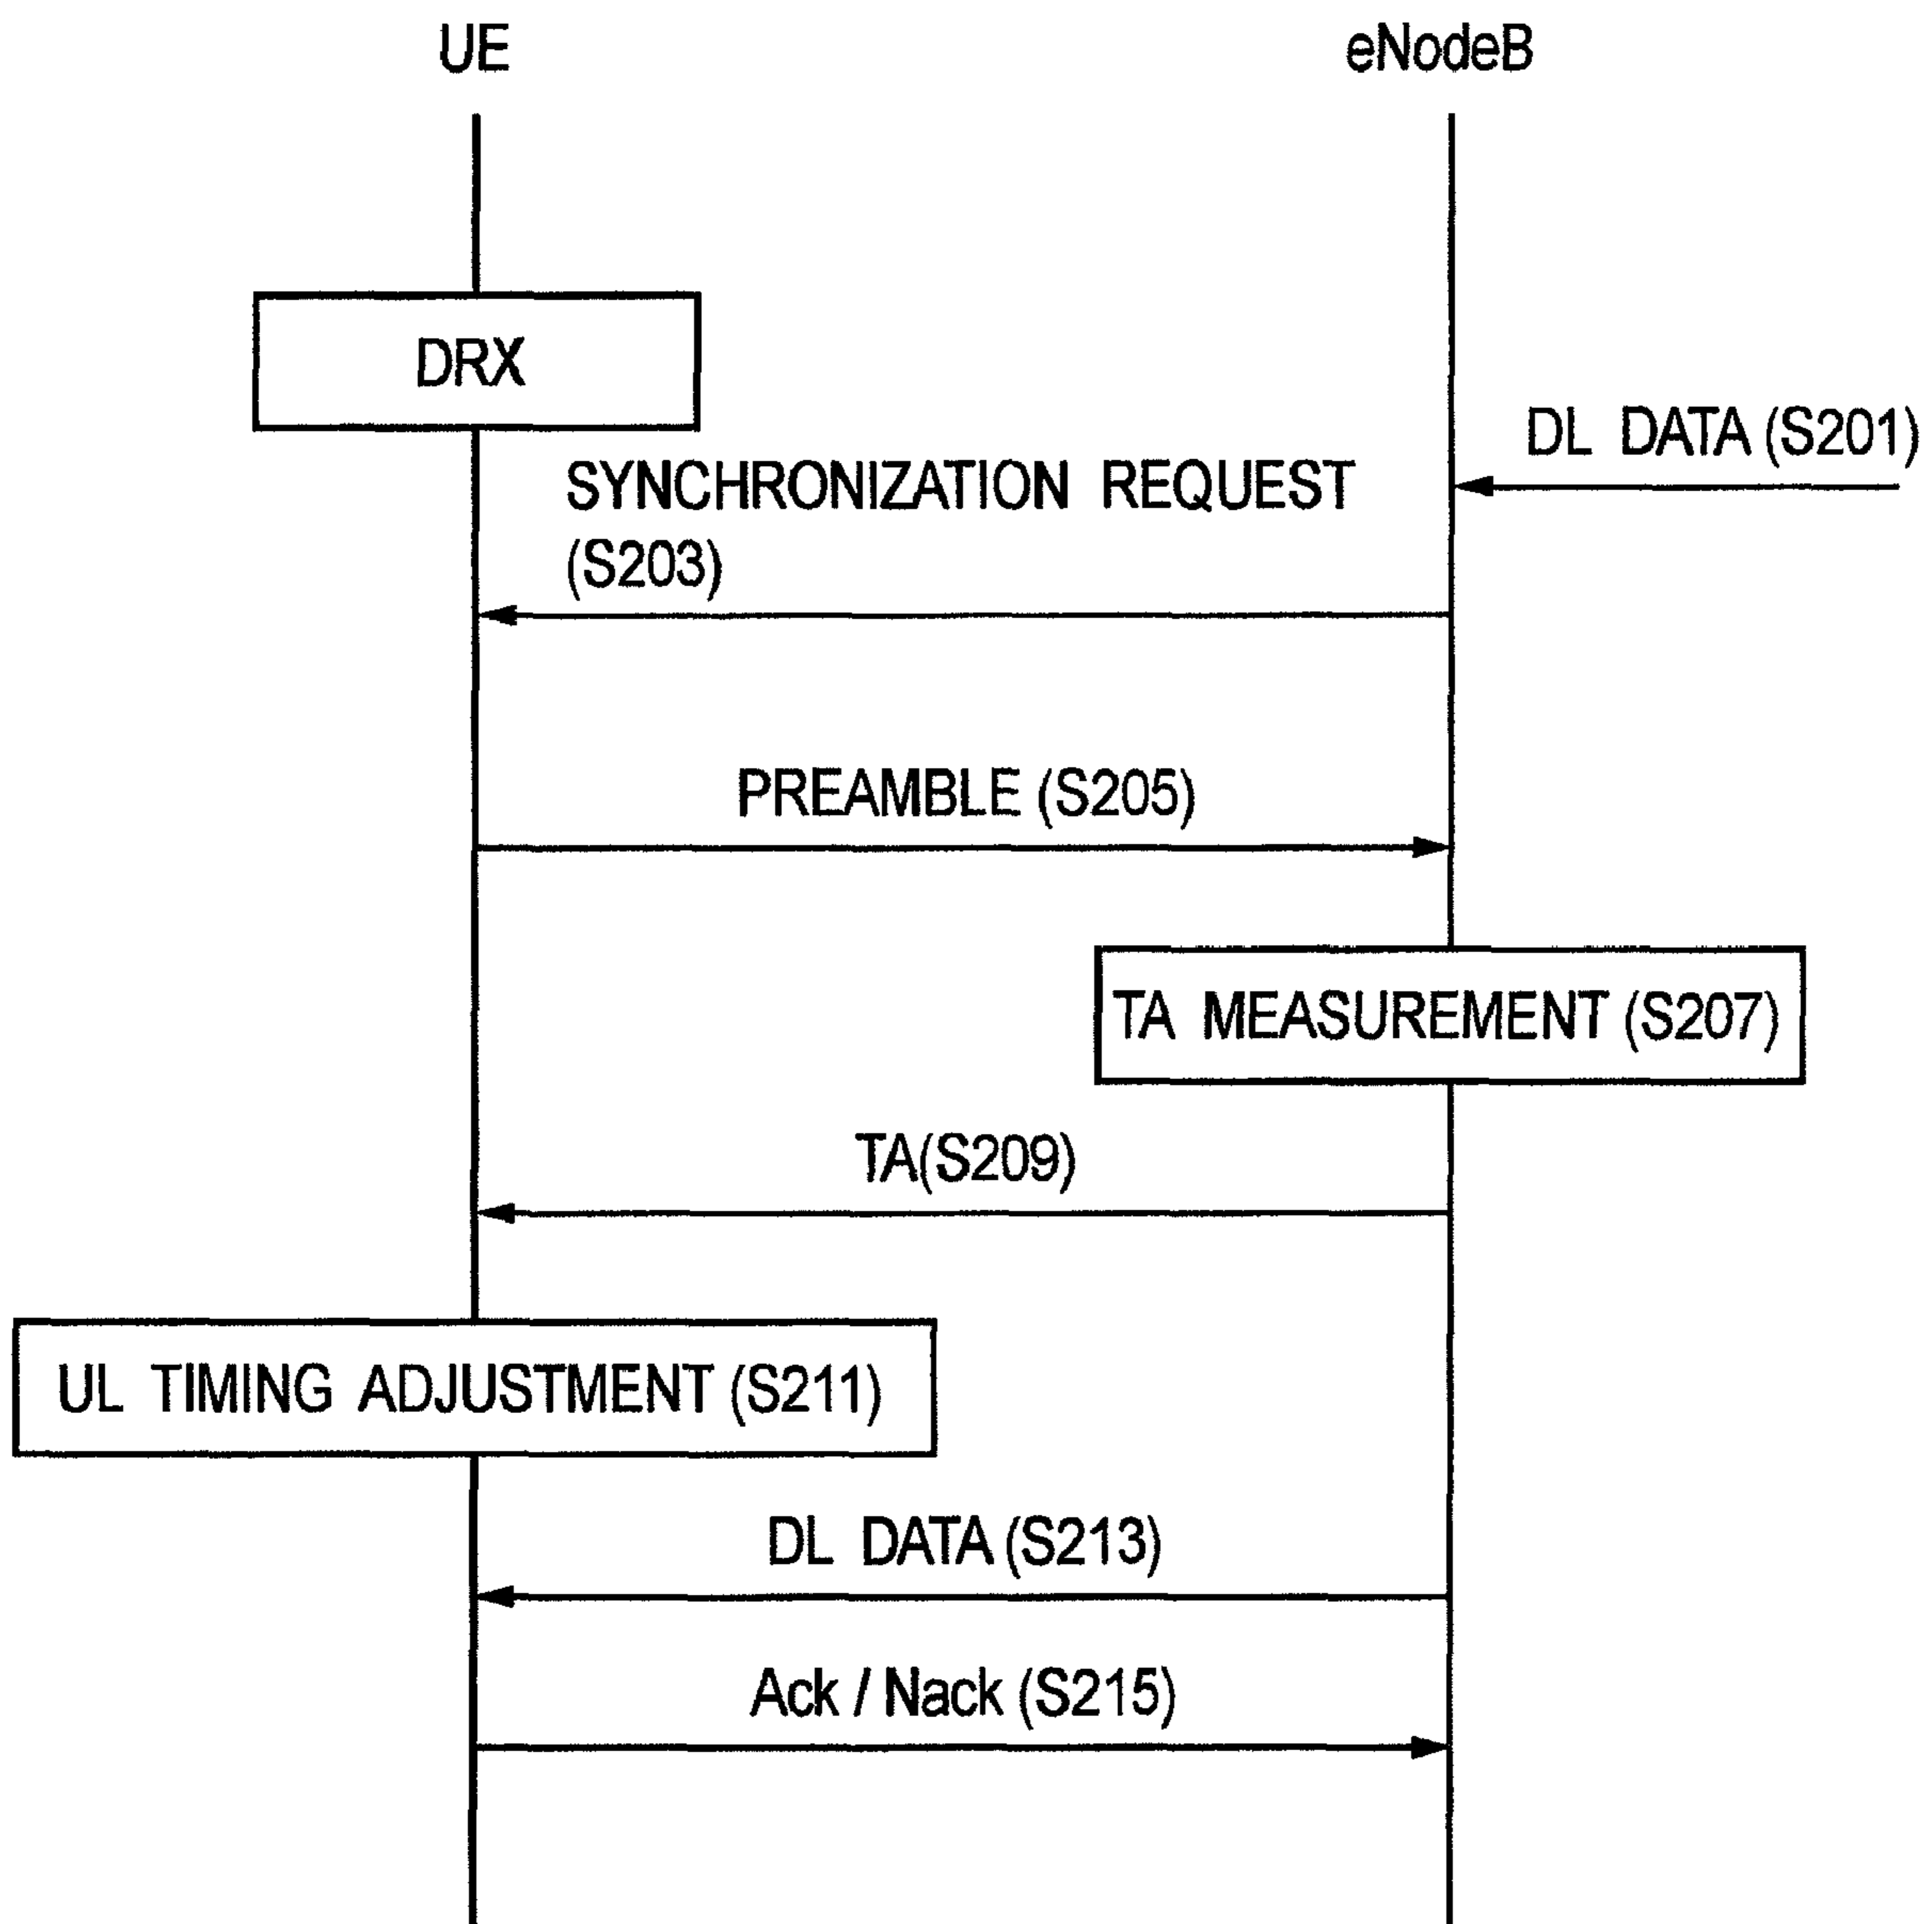 UE
eNodeB
DRX
DL DATA (S201)
SYNCHRONIZATION REQUEST
(S203)
PREAMBLE (S205)
TA MEASUREMENT (S207)
TA(S209)
UL TIMING ADJUSTMENT (S211)
DL DATA (S213)
Ack / Nack (S215)